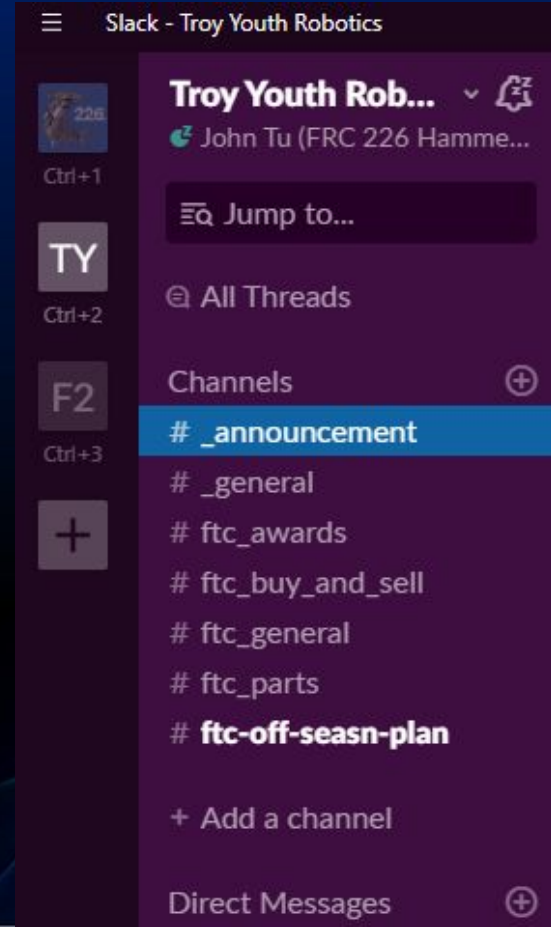 Slack - Troy Youth Robotics
226
Ctrl+1
TY
Ctrl+2
F2
Ctrl+3
Troy Youth Rob...
John Tu (FRC 226 Hamme...
Jump to...
All Threads
Channels
# _announcement
# _general
# ftc_awards
# ftc_buy_and_sell
# ftc_general
# ftc_parts
# ftc-off-seasn-plan
+ Add a channel
Direct Messages